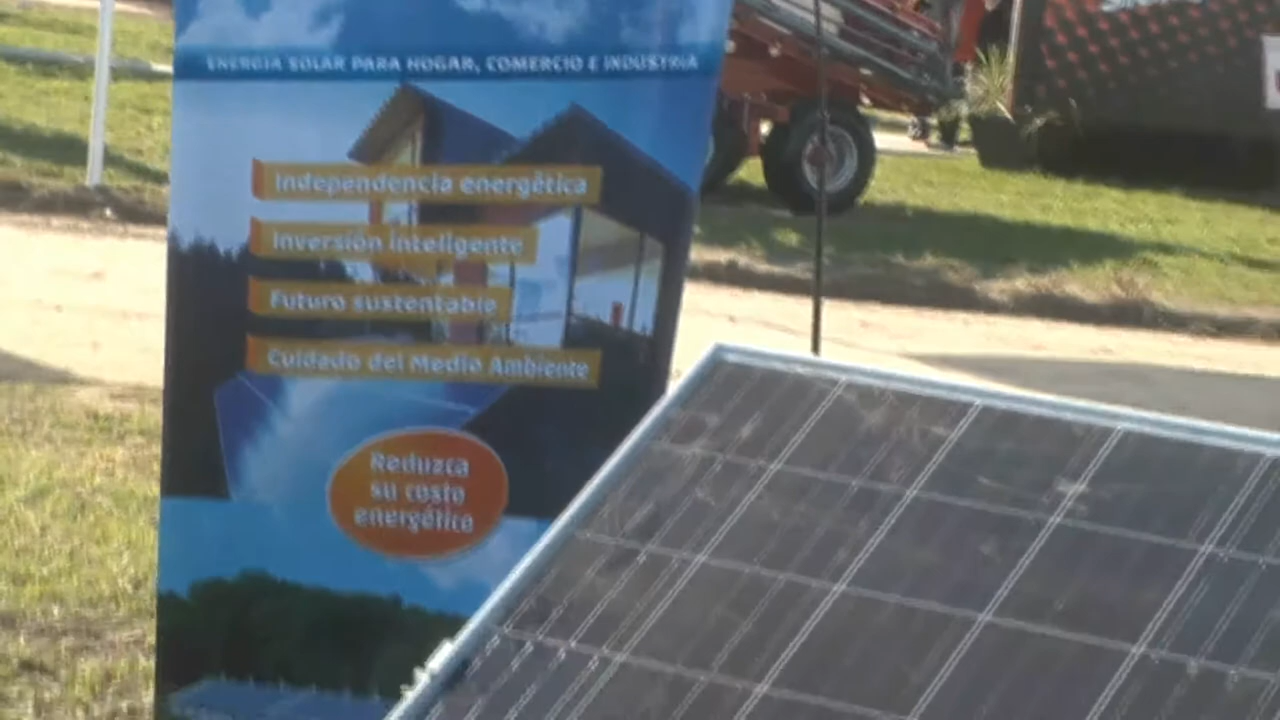 ENERGÍA SOLAR PARA HOGAR, COMERCIO E INDUSTRIA
Independencia energética
Inversión inteligente
Futuro sustentable
Cuidado del Medio Ambiente
Reduzca
su costo
energético